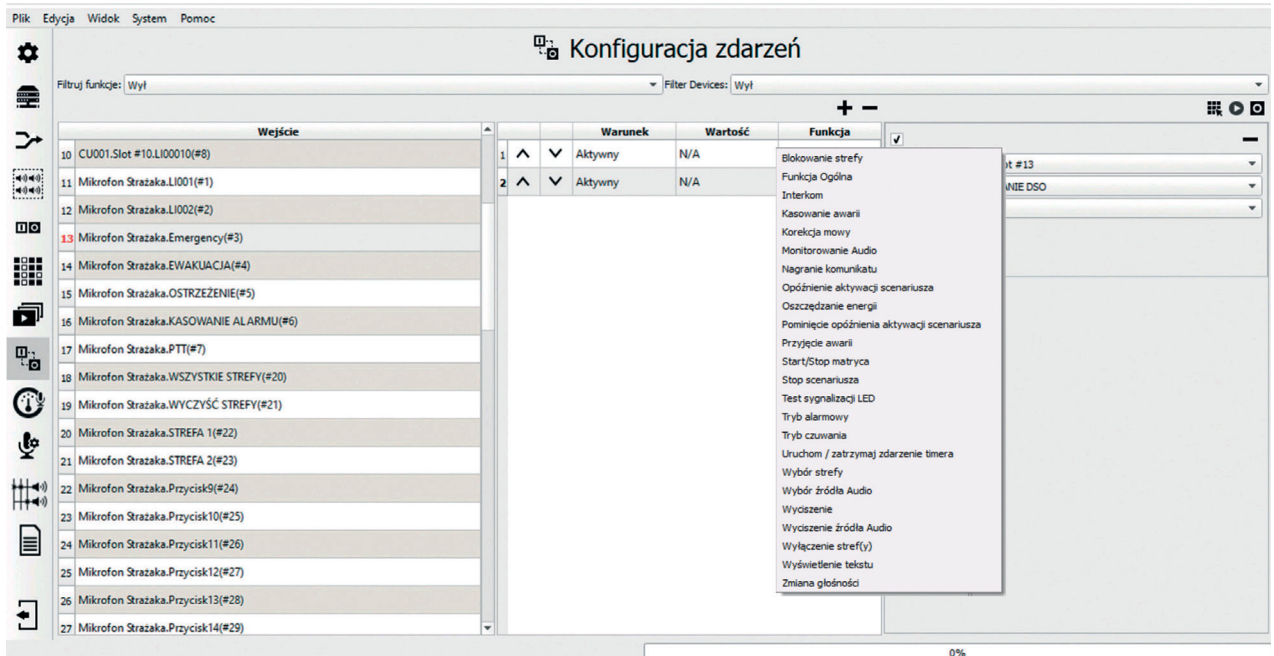 Plik Edycja Widok System Pomoc
Konfiguracja zdarzeń
Filtruj funkcje: Wył Filter Devices: Wył
Wejście
10 CU001.Slot #10.LI00010(#8)
11 Mikrofon Strażaka.LI001(#1)
12 Mikrofon Strażaka.LI002(#2)
13 Mikrofon Strażaka.Emergency(#3)
14 Mikrofon Strażaka.EWAKUACJA(#4)
15 Mikrofon Strażaka.OSTRZEŻENIE(#5)
16 Mikrofon Strażaka.KASOWANIE ALARMU(#6)
17 Mikrofon Strażaka.PTT(#7)
18 Mikrofon Strażaka.WSZYSTKIE STREFY(#20)
19 Mikrofon Strażaka.WYCZYŚĆ STREFY(#21)
20 Mikrofon Strażaka.STREFA 1(#22)
21 Mikrofon Strażaka.STREFA 2(#23)
22 Mikrofon Strażaka.Przycisk9(#24)
23 Mikrofon Strażaka.Przycisk10(#25)
24 Mikrofon Strażaka.Przycisk11(#26)
25 Mikrofon Strażaka.Przycisk12(#27)
26 Mikrofon Strażaka.Przycisk13(#28)
27 Mikrofon Strażaka.Przycisk14(#29)
Warunek Wartość Funkcja
1 Aktywny N/A
2 Aktywny N/A
Blokowanie strefy
Funkcja Ogólna
Interkom
Kasowanie awarii
Korekcja mowy
Monitorowanie Audio
Nagranie komunikatu
Opóźnienie aktywacji scenariusza
Oszczędzanie energii
Pominięcie opóźnienia aktywacji scenariusza
Przyjęcie awarii
Start/Stop matryca
Stop scenariusza
Test sygnalizacji LED
Tryb alarmowy
Tryb czuwania
Uruchom / zatrzymaj zdarzenie timera
Wybór strefy
Wybór źródła Audio
Wyciszenie
Wyciszenie źródła Audio
Wyłączenie stref(y)
Wyświetlenie tekstu
Zmiana głośności
#13
DSO
0%